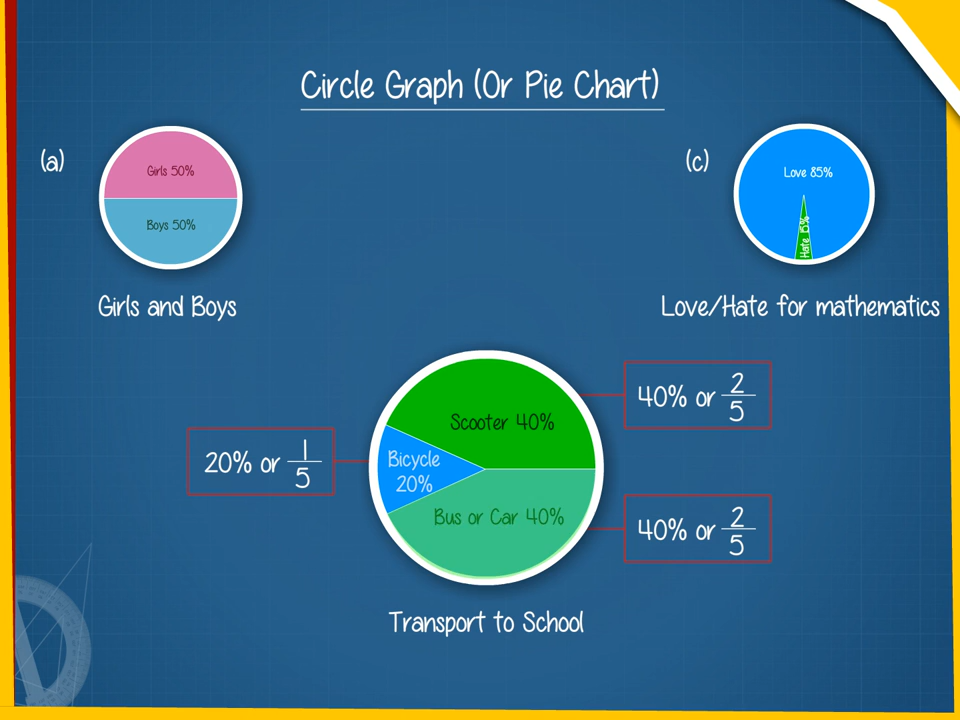 Circle Graph (Or Pie Chart)
(a)
Girls 50%
Boys 50%
Girls and Boys
(c)
Love 85%
Hate 15%
Love/Hate for mathematics
Scooter 40%
Bicycle
20%
Bus or Car 40%
40% or 2/5
20% or 1/5
40% or 2/5
Transport to School